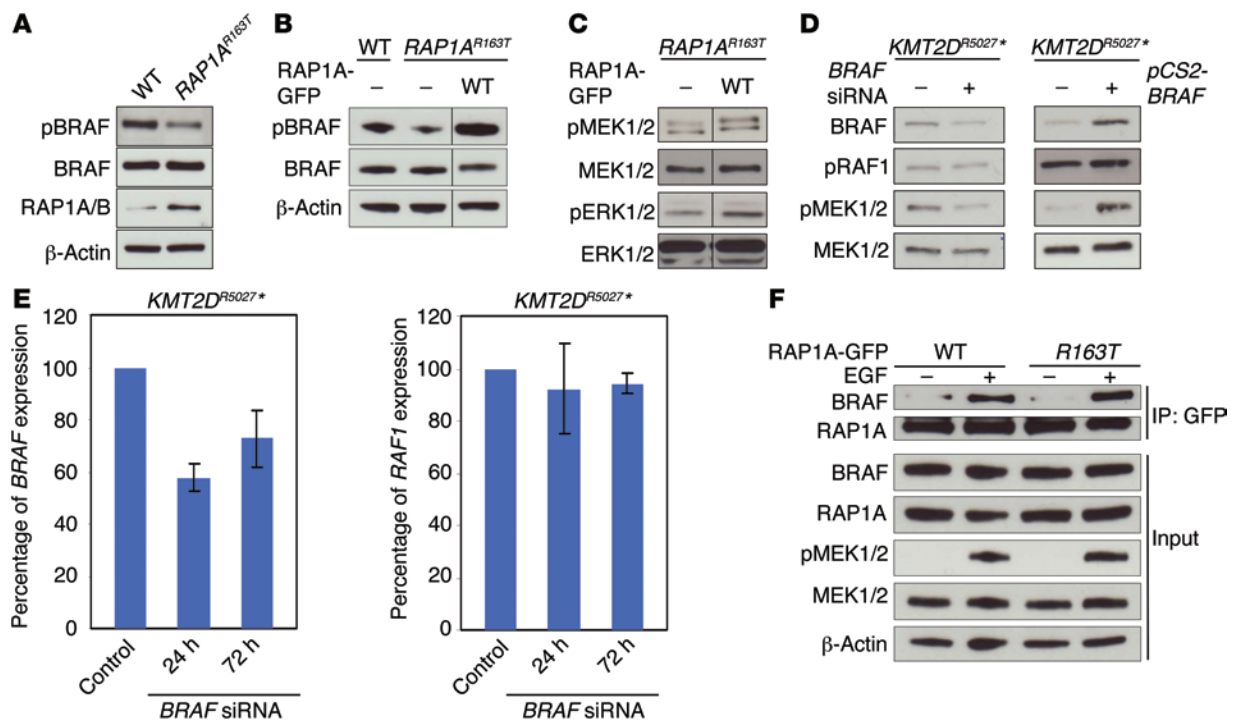 A
WT RAP1A^R163T
pBRAF
BRAF
RAP1A/B
β-Actin
B
WT RAP1A^R163T
RAP1A-
GFP – – WT
pBRAF
BRAF
β-Actin
C
RAP1A^R163T
RAP1A-
GFP – WT
pMEK1/2
MEK1/2
pERK1/2
ERK1/2
D
KMT2D^R5027* KMT2D^R5027*
BRAF
siRNA – + – + pCS2-
BRAF
BRAF
pRAF1
pMEK1/2
MEK1/2
E
KMT2D^R5027*
Percentage of BRAF expression
120
100
80
60
40
20
0
Control 24 h 72 h
BRAF siRNA
KMT2D^R5027*
Percentage of RAF1 expression
120
100
80
60
40
20
0
Control 24 h 72 h
BRAF siRNA
F
RAP1A-GFP WT R163T
EGF – + – +
BRAF
RAP1A
IP: GFP
BRAF
RAP1A
pMEK1/2
MEK1/2
β-Actin
Input